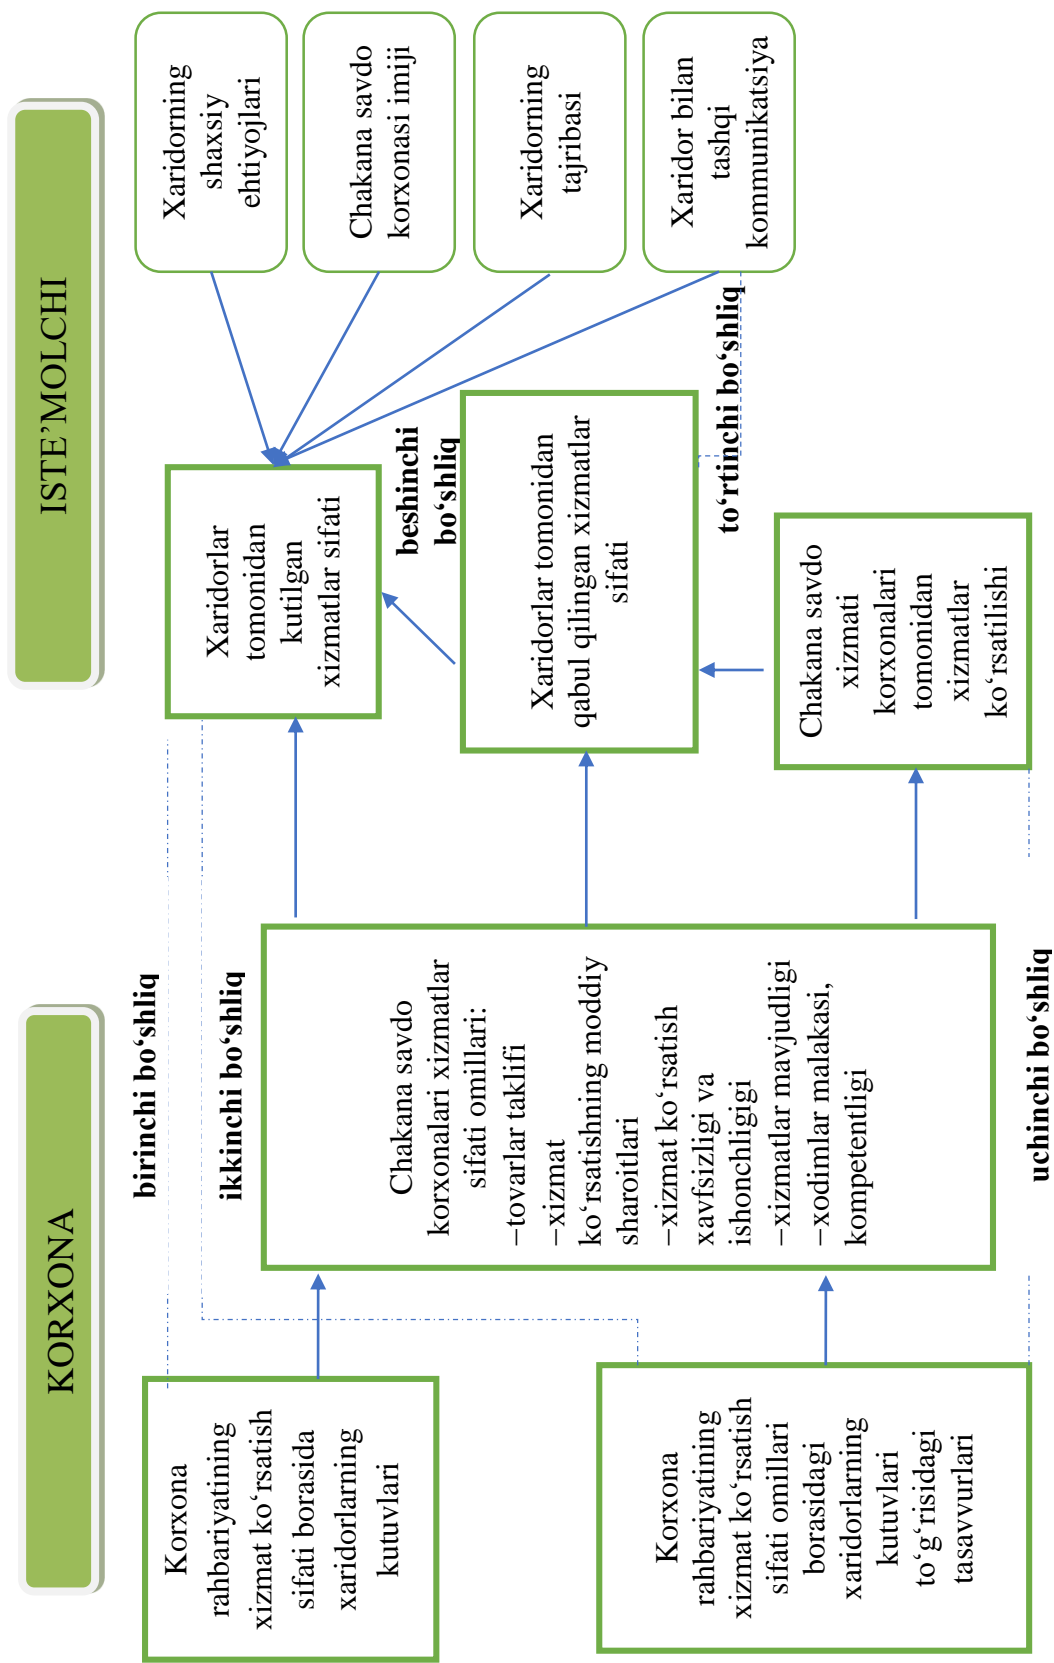 KORXONA
ISTE’MOLCHI
Korxona
rahbariyatining
xizmat ko‘rsatish
sifati borasida
xaridorlarning
kutuvlari
Korxona
rahbariyatining
xizmat ko‘rsatish
sifati omillari
borasidagi
xaridorlarning
kutuvlari
to‘g‘risidagi
tasavvurlari
birinchi bo‘shliq
ikkinchi bo‘shliq
Chakana savdo
korxonalari xizmatlar
sifati omillari:
–tovarlar taklifi
–xizmat
ko‘rsatishning moddiy
sharoitlari
–xizmat ko‘rsatish
xavfsizligi va
ishonchligigi
–xizmatlar mavjudligi
–xodimlar malakasi,
kompetentligi
uchinchi bo‘shliq
Xaridorlar
tomonidan
kutilgan
xizmatlar sifati
beshinchi
bo‘shliq
Xaridorlar tomonidan
qabul qilingan xizmatlar
sifati
to‘rtinchi bo‘shliq
Chakana savdo
xizmati
korxonalari
tomonidan
xizmatlar
ko‘rsatilishi
Xaridorning
shaxsiy
ehtiyojlari
Chakana savdo
korxonasi imiji
Xaridorning
tajribasi
Xaridor bilan
tashqi
kommunikatsiya